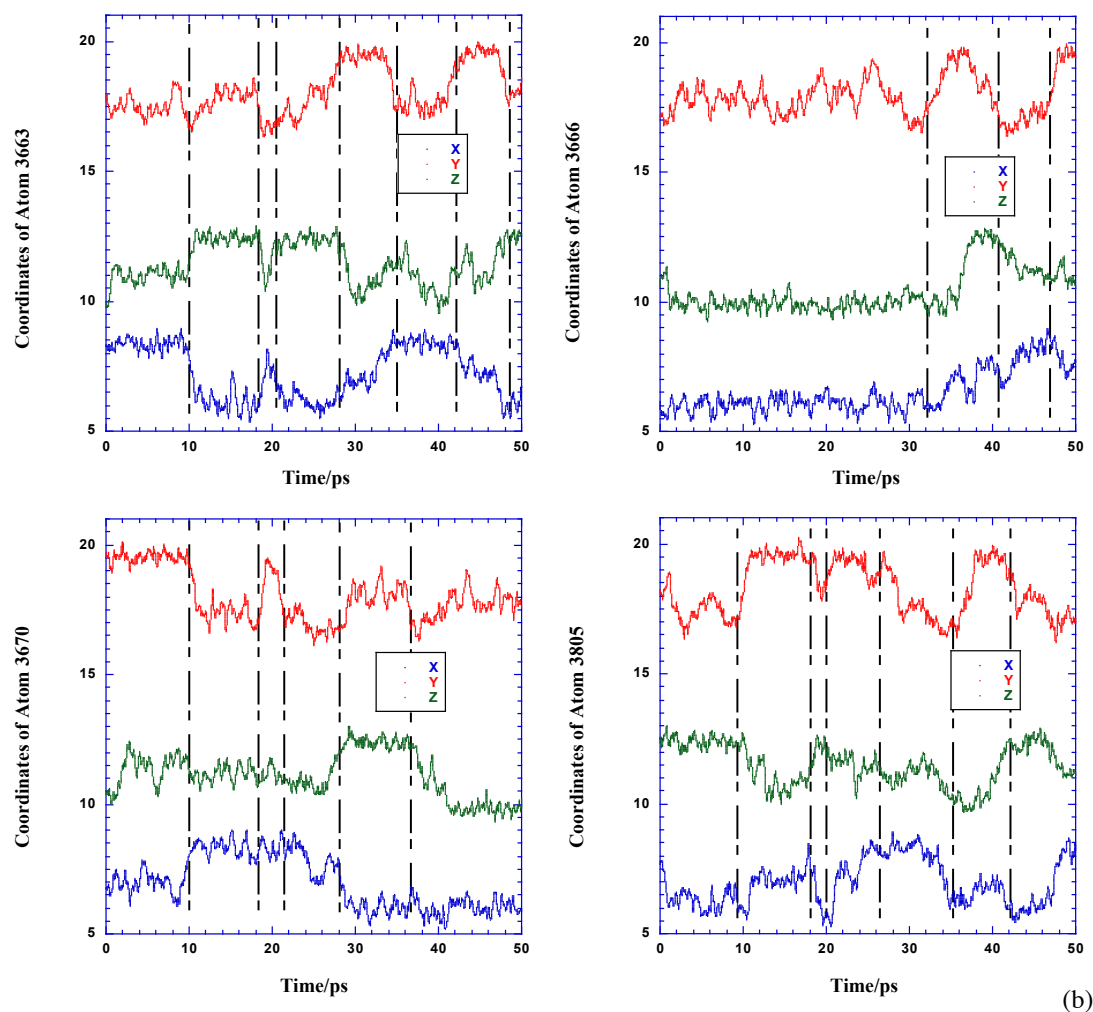 Coordinates of Atom 3663
20
15
10
5
X
Y
Z
0 10 20 30 40 50
Time/ps
Coordinates of Atom 3666
20
15
10
5
X
Y
Z
0 10 20 30 40 50
Time/ps
Coordinates of Atom 3670
20
15
10
5
X
Y
Z
0 10 20 30 40 50
Time/ps
Coordinates of Atom 3805
20
15
10
5
X
Y
Z
0 10 20 30 40 50
Time/ps
(b)